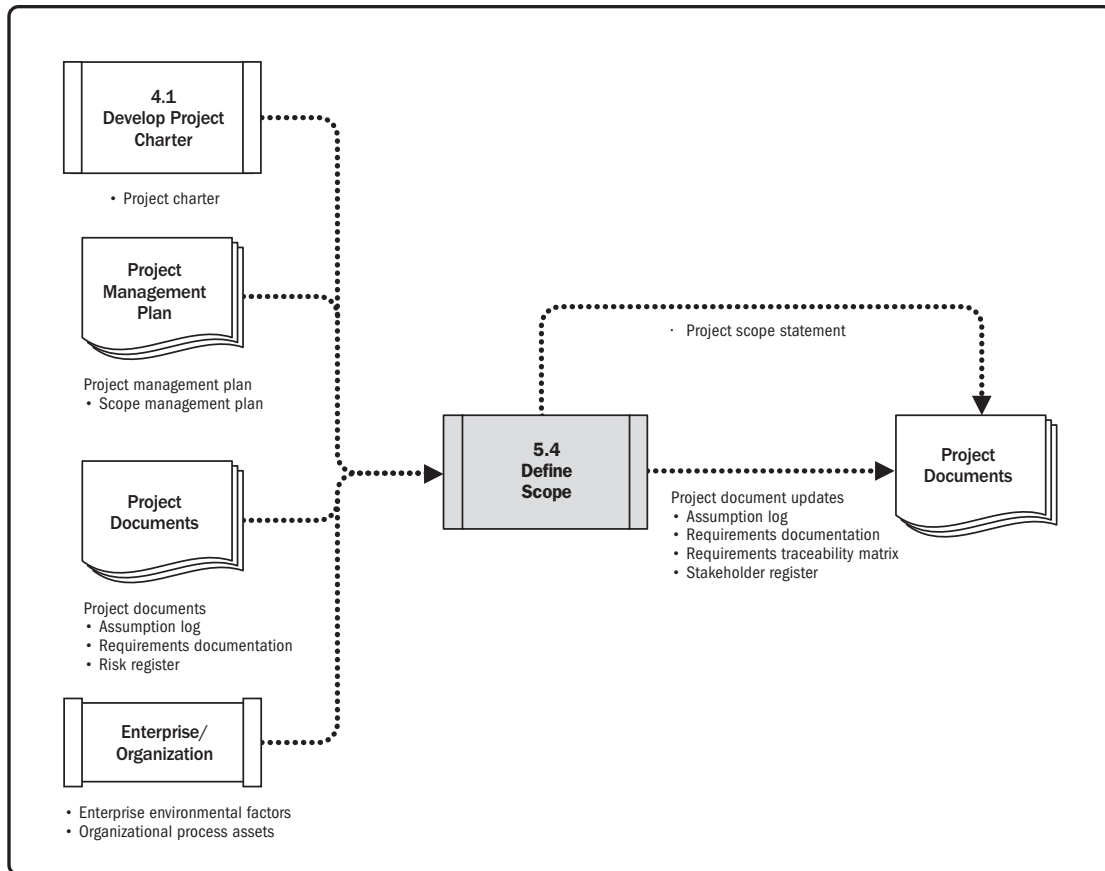 4.1
Develop Project
Charter
• Project charter
Project
Management
Plan
Project management plan
• Scope management plan
Project
Documents
Project documents
• Assumption log
• Requirements documentation
• Risk register
Enterprise/
Organization
• Enterprise environmental factors
• Organizational process assets
5.4
Define
Scope
· Project scope statement
Project document updates
• Assumption log
• Requirements documentation
• Requirements traceability matrix
• Stakeholder register
Project
Documents